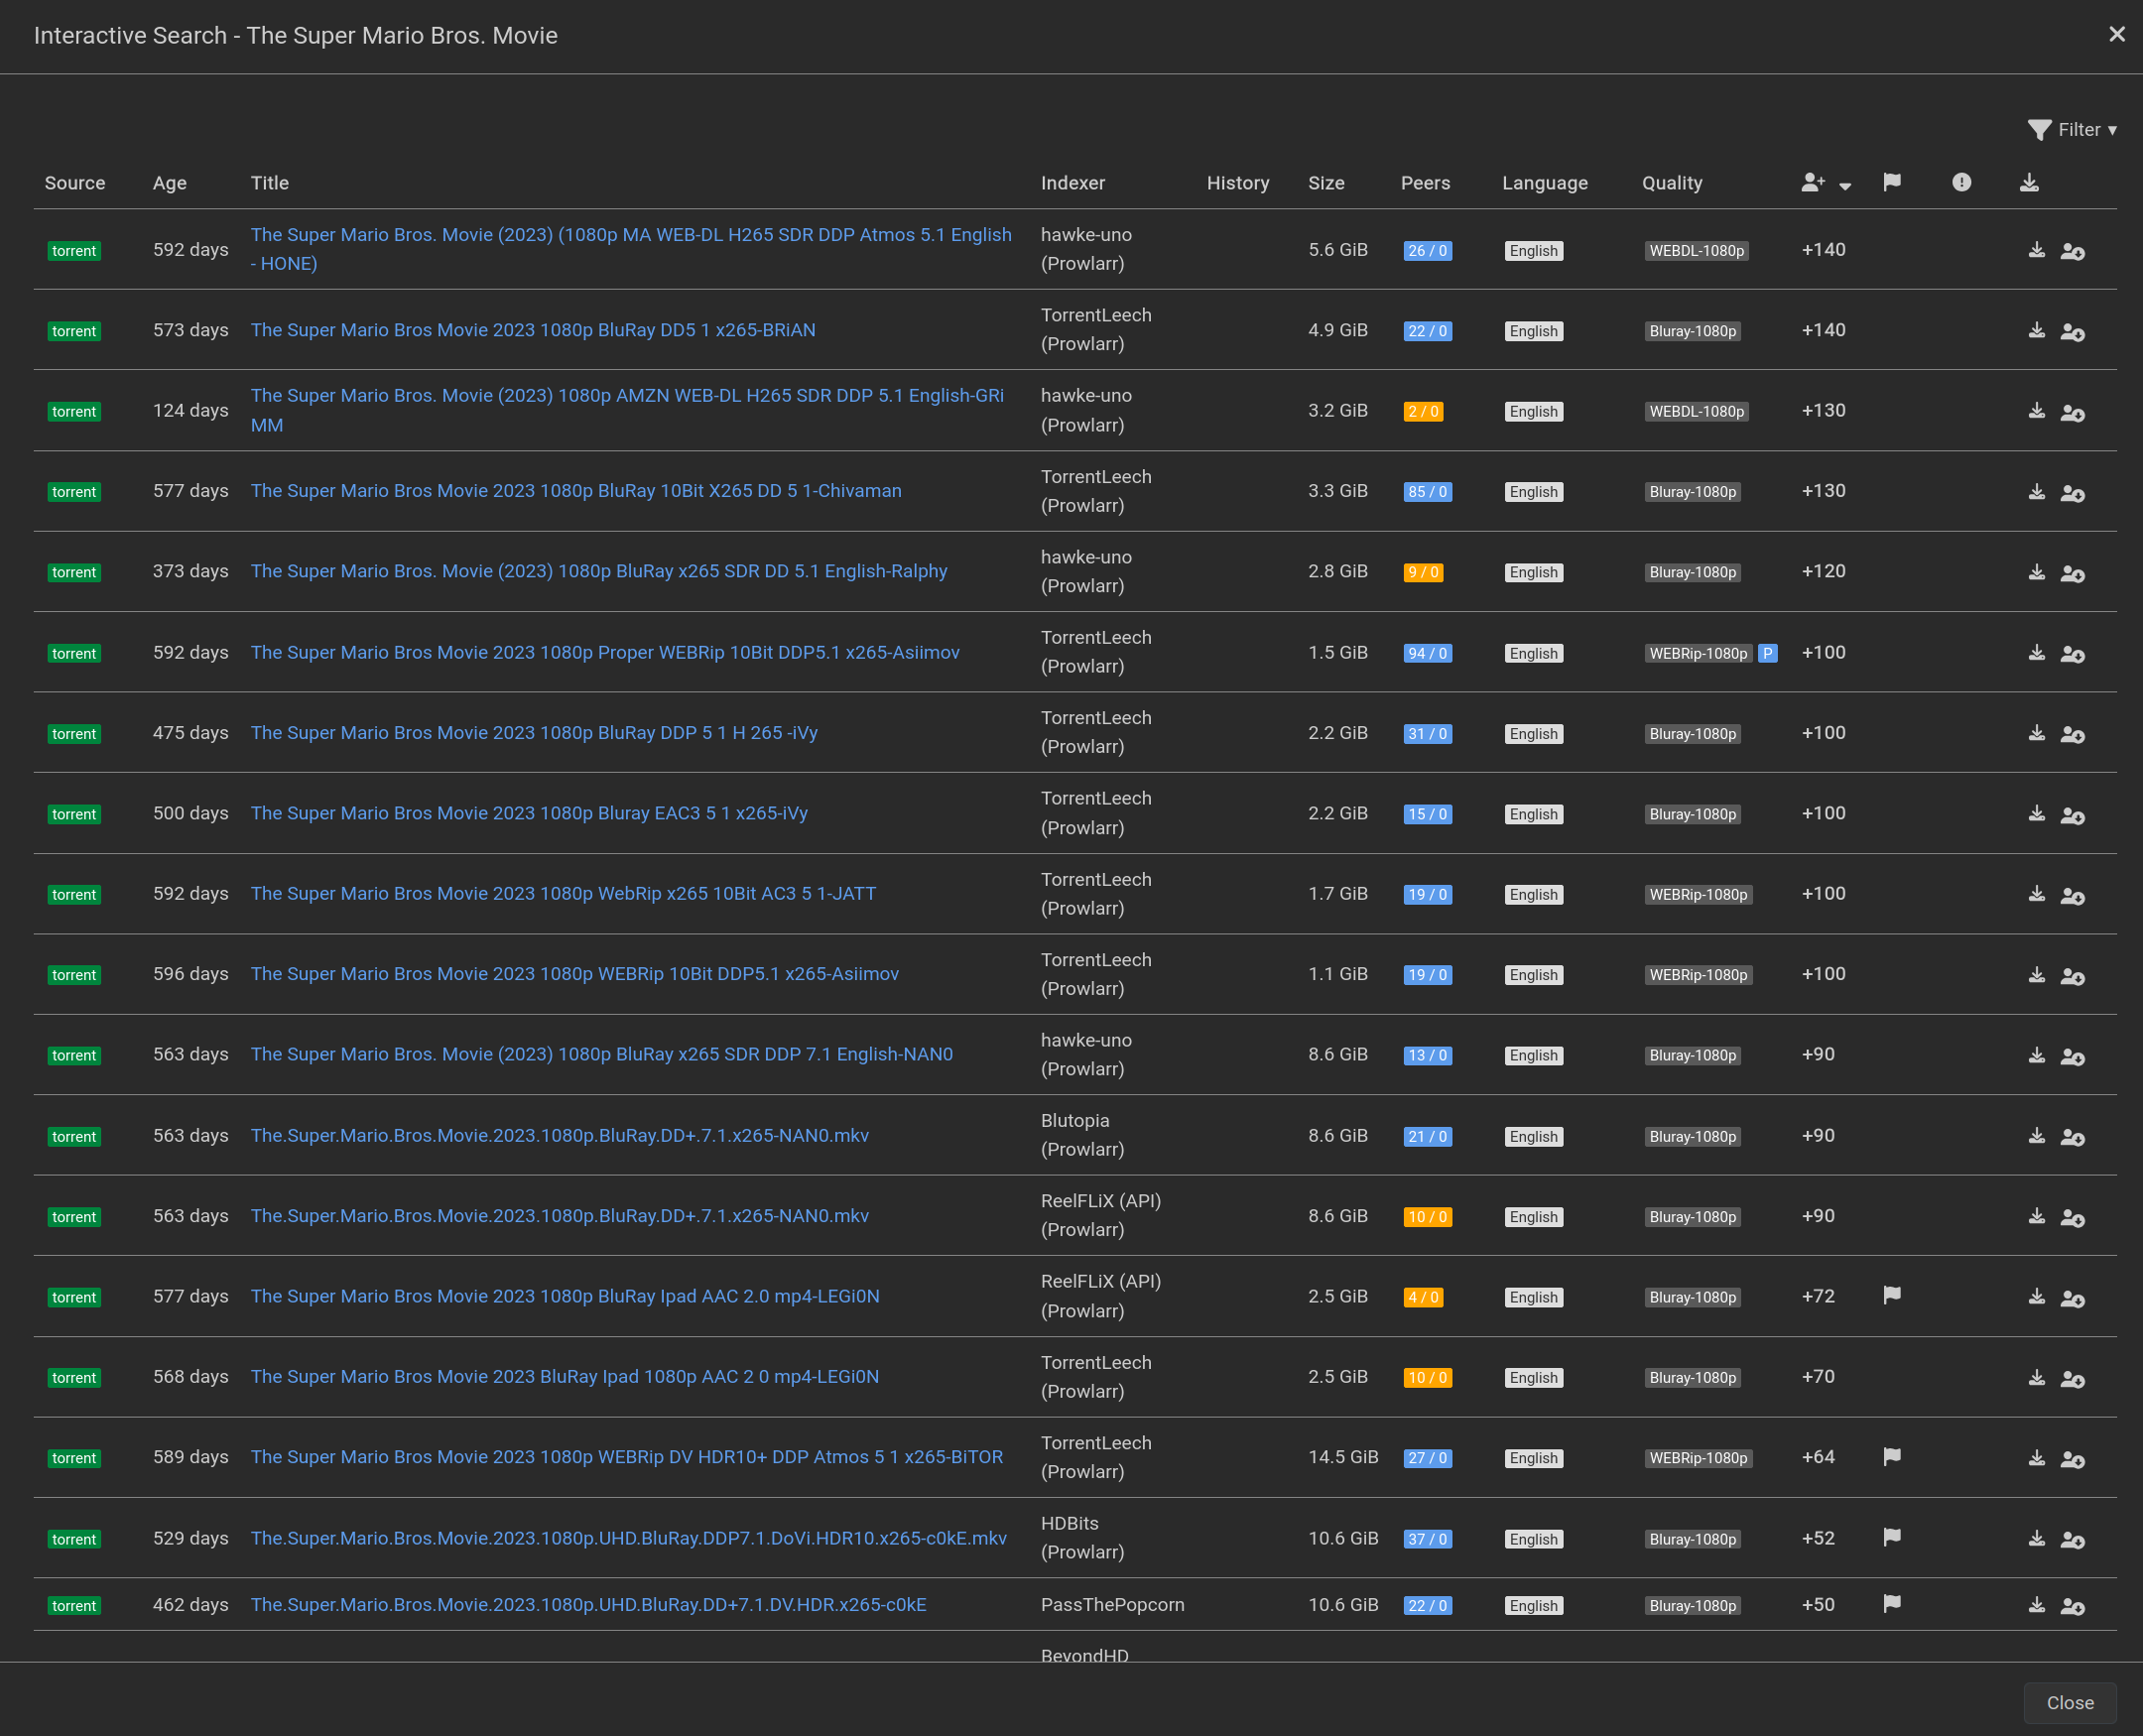 Interactive Search - The Super Mario Bros. Movie
Filter
Source Age Title Indexer History Size Peers Language Quality
torrent 592 days The Super Mario Bros. Movie (2023) (1080p MA WEB-DL H265 SDR DDP Atmos 5.1 English hawke-uno 5.6 GiB 26 / 0 English WEBDL-1080p +140
- HONE) (Prowlarr)
torrent 573 days The Super Mario Bros Movie 2023 1080p BluRay DD5 1 x265-BRiAN TorrentLeech 4.9 GiB 22 / 0 English Bluray-1080p +140
(Prowlarr)
torrent 124 days The Super Mario Bros. Movie (2023) 1080p AMZN WEB-DL H265 SDR DDP 5.1 English-GRi hawke-uno 3.2 GiB 2 / 0 English WEBDL-1080p +130
MM (Prowlarr)
torrent 577 days The Super Mario Bros Movie 2023 1080p BluRay 10Bit X265 DD 5 1-Chivaman TorrentLeech 3.3 GiB 85 / 0 English Bluray-1080p +130
(Prowlarr)
torrent 373 days The Super Mario Bros. Movie (2023) 1080p BluRay x265 SDR DD 5.1 English-Ralphy hawke-uno 2.8 GiB 9 / 0 English Bluray-1080p +120
(Prowlarr)
torrent 592 days The Super Mario Bros Movie 2023 1080p Proper WEBRip 10Bit DDP5.1 x265-Asiimov TorrentLeech 1.5 GiB 94 / 0 English WEBRip-1080p P +100
(Prowlarr)
torrent 475 days The Super Mario Bros Movie 2023 1080p BluRay DDP 5 1 H 265 -iVy TorrentLeech 2.2 GiB 31 / 0 English Bluray-1080p +100
(Prowlarr)
torrent 500 days The Super Mario Bros Movie 2023 1080p Bluray EAC3 5 1 x265-iVy TorrentLeech 2.2 GiB 15 / 0 English Bluray-1080p +100
(Prowlarr)
torrent 592 days The Super Mario Bros Movie 2023 1080p WebRip x265 10Bit AC3 5 1-JATT TorrentLeech 1.7 GiB 19 / 0 English WEBRip-1080p +100
(Prowlarr)
torrent 596 days The Super Mario Bros Movie 2023 1080p WEBRip 10Bit DDP5.1 x265-Asiimov TorrentLeech 1.1 GiB 19 / 0 English WEBRip-1080p +100
(Prowlarr)
torrent 563 days The Super Mario Bros. Movie (2023) 1080p BluRay x265 SDR DDP 7.1 English-NAN0 hawke-uno 8.6 GiB 13 / 0 English Bluray-1080p +90
(Prowlarr)
torrent 563 days The.Super.Mario.Bros.Movie.2023.1080p.BluRay.DD+.7.1.x265-NAN0.mkv Blutopia 8.6 GiB 21 / 0 English Bluray-1080p +90
(Prowlarr)
torrent 563 days The.Super.Mario.Bros.Movie.2023.1080p.BluRay.DD+.7.1.x265-NAN0.mkv ReelFLiX (API) 8.6 GiB 10 / 0 English Bluray-1080p +90
(Prowlarr)
torrent 577 days The Super Mario Bros Movie 2023 1080p BluRay Ipad AAC 2.0 mp4-LEGi0N ReelFLiX (API) 2.5 GiB 4 / 0 English Bluray-1080p +72
(Prowlarr)
torrent 568 days The Super Mario Bros Movie 2023 BluRay Ipad 1080p AAC 2 0 mp4-LEGi0N TorrentLeech 2.5 GiB 10 / 0 English Bluray-1080p +70
(Prowlarr)
torrent 589 days The Super Mario Bros Movie 2023 1080p WEBRip DV HDR10+ DDP Atmos 5 1 x265-BiTOR TorrentLeech 14.5 GiB 27 / 0 English WEBRip-1080p +64
(Prowlarr)
torrent 529 days The.Super.Mario.Bros.Movie.2023.1080p.UHD.BluRay.DDP7.1.DoVi.HDR10.x265-c0kE.mkv HDBits 10.6 GiB 37 / 0 English Bluray-1080p +52
(Prowlarr)
torrent 462 days The.Super.Mario.Bros.Movie.2023.1080p.UHD.BluRay.DD+7.1.DV.HDR.x265-c0kE PassThePopcorn 10.6 GiB 22 / 0 English Bluray-1080p +50
BeyondHD
Close